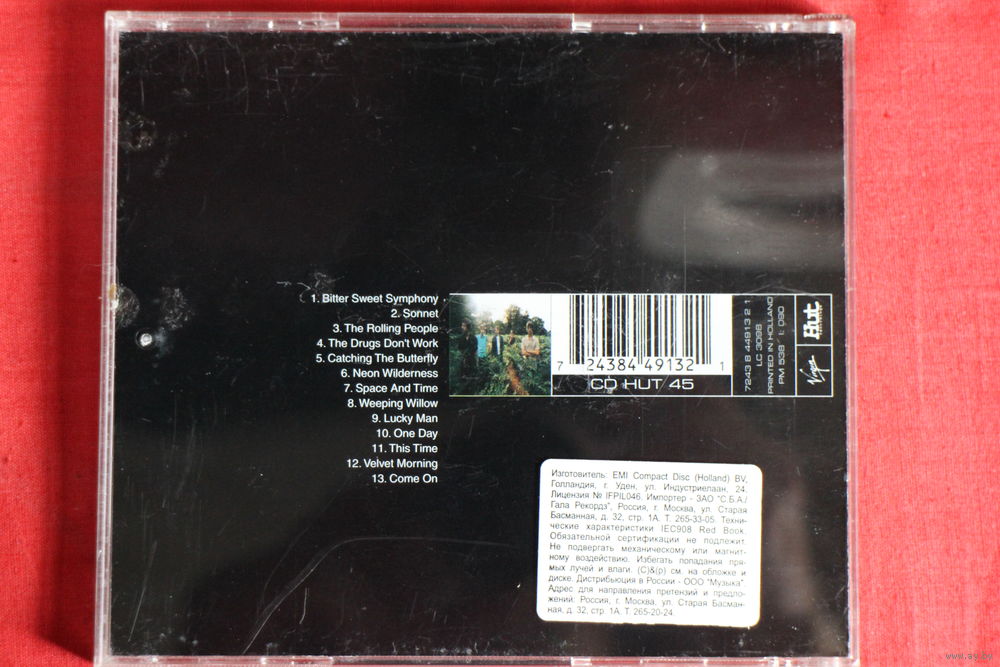 1. Bitter Sweet Symphony
2. Sonnet
3. The Rolling People
4. The Drugs Don't Work
5. Catching The Butterfly
6. Neon Wilderness
7. Space And Time
8. Weeping Willow
9. Lucky Man
10. One Day
11. This Time
12. Velvet Morning
13. Come On
7 24384 49132 1
CD HUT 45
7243 8 44913 2 1
LC 3098
PRINTED IN HOLLAND
PM 538 f: 090
Hut
Virgin
Изготовитель: EMI Compact Disc (Holland) BV,
Голландия, г. Уден, ул. Индустриелаан, 24.
Лицензия № IFPIL046. Импортер - ЗАО "С.Б.А./
Гала Рекордз", Россия, г. Москва, ул. Старая
Басманная, д. 32, стр. 1А. Т. 265-33-05. Техни-
ческие характеристики IEC908 Red Book.
Обязательной сертификации не подлежит.
Не подвергать механическому или магнит-
ному воздействию. Избегать попадания пря-
мых лучей и влаги. (C)&(p) см. на обложке и
диске. Дистрибьюция в России - ООО "Музыка".
Адрес для направления претензий и предло-
жений: Россия, г. Москва, ул. Старая Басман-
ная, д. 32, стр. 1А. Т. 265-20-24.
www.ay.by